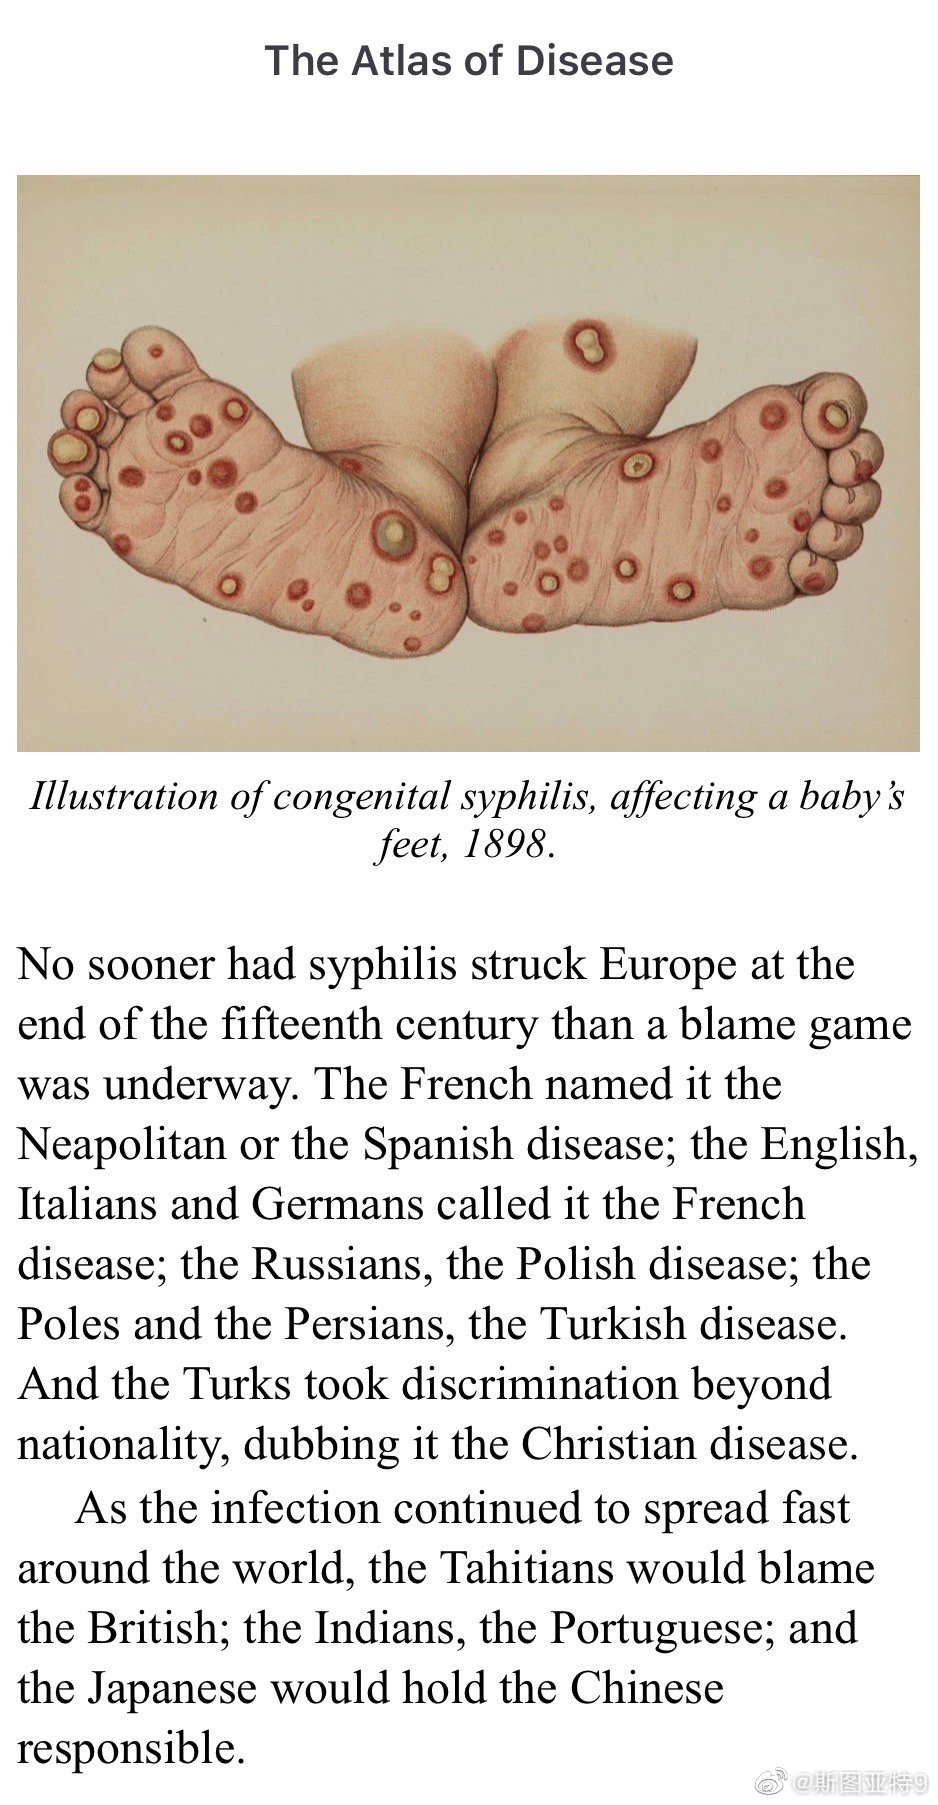 The Atlas of Disease
Illustration of congenital syphilis, affecting a baby’s
feet, 1898.
No sooner had syphilis struck Europe at the
end of the fifteenth century than a blame game
was underway. The French named it the
Neapolitan or the Spanish disease; the English,
Italians and Germans called it the French
disease; the Russians, the Polish disease; the
Poles and the Persians, the Turkish disease.
And the Turks took discrimination beyond
nationality, dubbing it the Christian disease.
As the infection continued to spread fast
around the world, the Tahitians would blame
the British; the Indians, the Portuguese; and
the Japanese would hold the Chinese
responsible.
@斯图亚特9